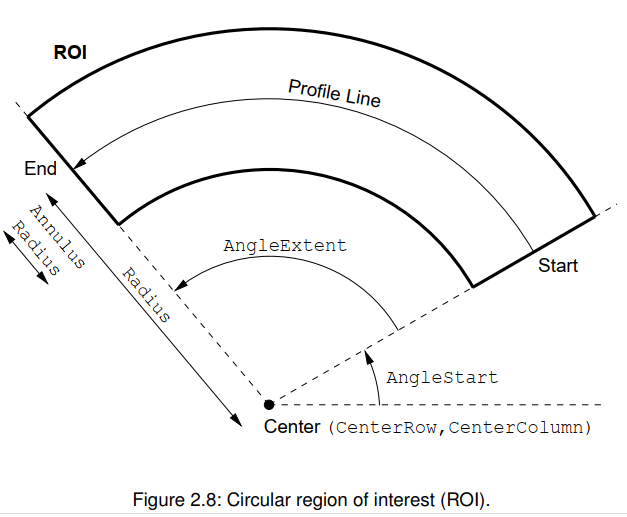 ROI
Profile Line
End
Annulus
Radius
Radius
AngleExtent
Start
AngleStart
Center (CenterRow,CenterColumn)
Figure 2.8: Circular region of interest (ROI).